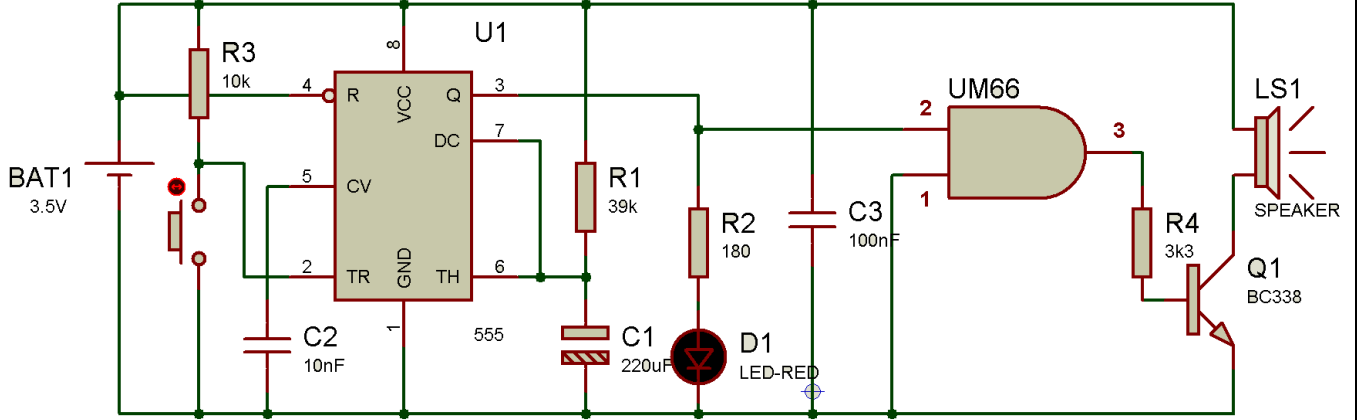 BAT1
3.5V
R3
10k
U1
8
4
R
VCC
Q
3
DC
7
5
CV
2
TR
GND
TH
6
1
555
C2
10nF
R1
39k
C1
220uF
R2
180
D1
LED-RED
C3
100nF
UM66
2
1
3
R4
3k3
LS1
SPEAKER
Q1
BC338